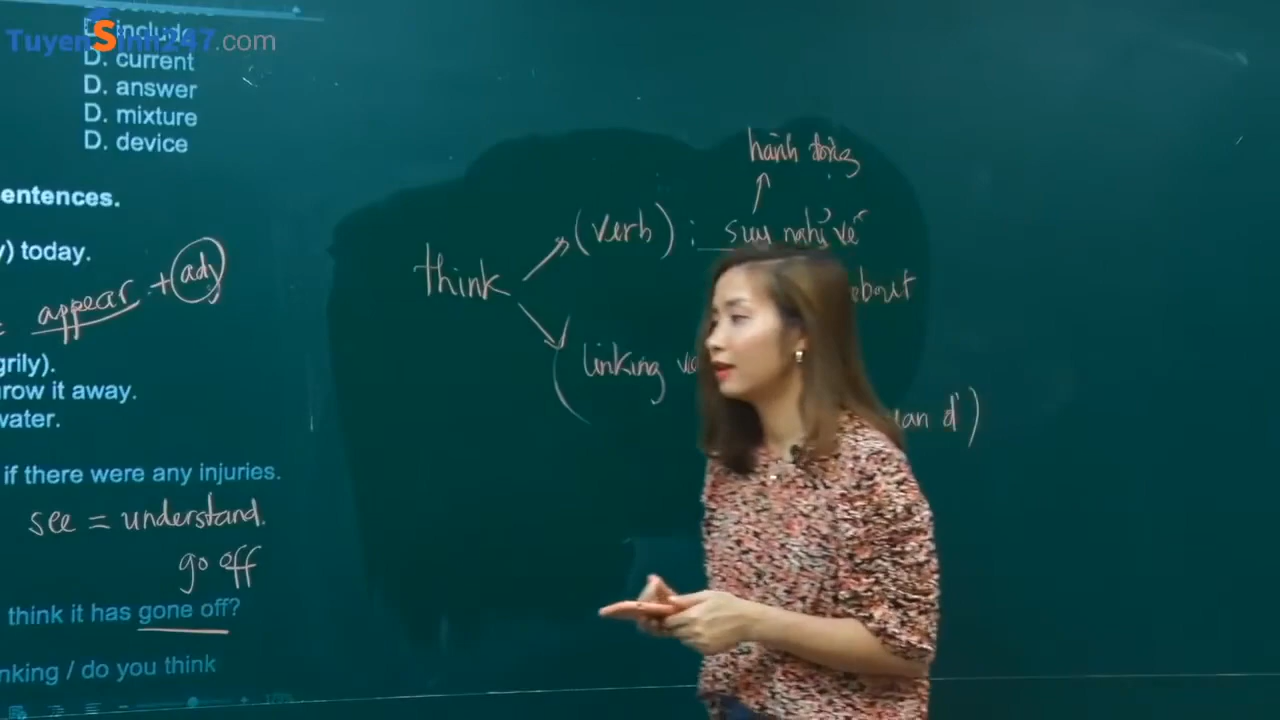 TuyenSinh247.com
D. include
D. current
D. answer
D. mixture
D. device
entences.
y) today.
appear + adj
grily).
row it away.
water.
if there were any injuries.
see = understand.
go off
think it has gone off?
nking / do you think
hành động
think
(verb) : suy nghĩ về
about
(linking
quan đ')